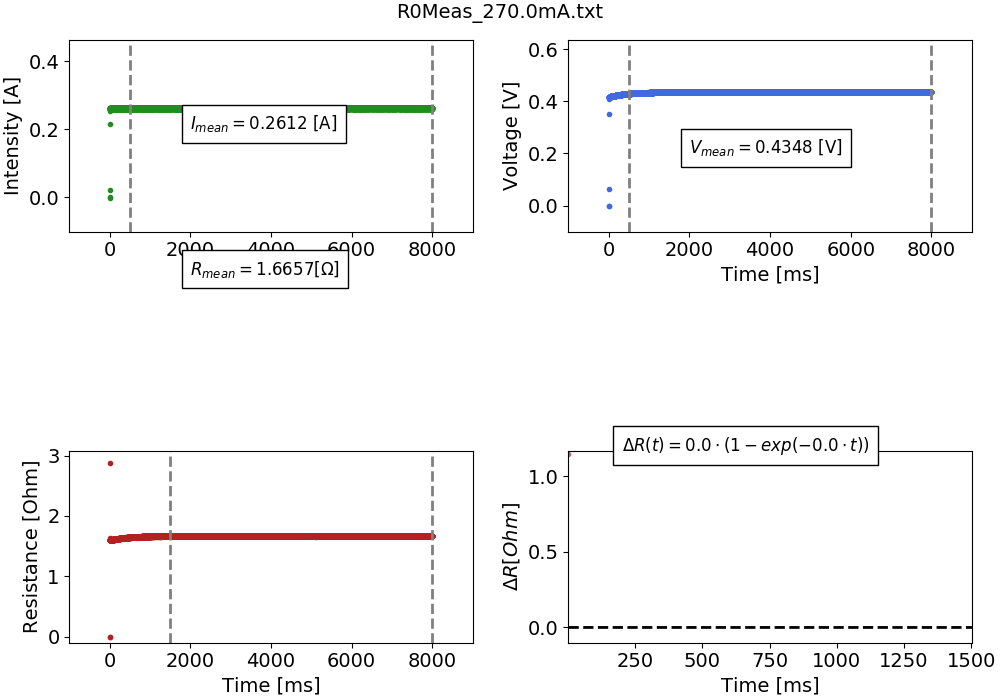 R0Meas_270.0mA.txt
Intensity [A]
0.4
0.2
0.0
I_mean = 0.2612 [A]
0 2000 4000 6000 8000
Voltage [V]
0.6
0.4
0.2
0.0
V_mean = 0.4348 [V]
0 2000 4000 6000 8000
Time [ms]
R_mean = 1.6657[Ω]
Resistance [Ohm]
3
2
1
0
0 2000 4000 6000 8000
Time [ms]
ΔR(t) = 0.0 · (1 − exp(−0.0 · t))
ΔR[Ohm]
1.0
0.5
0.0
250 500 750 1000 1250 1500
Time [ms]